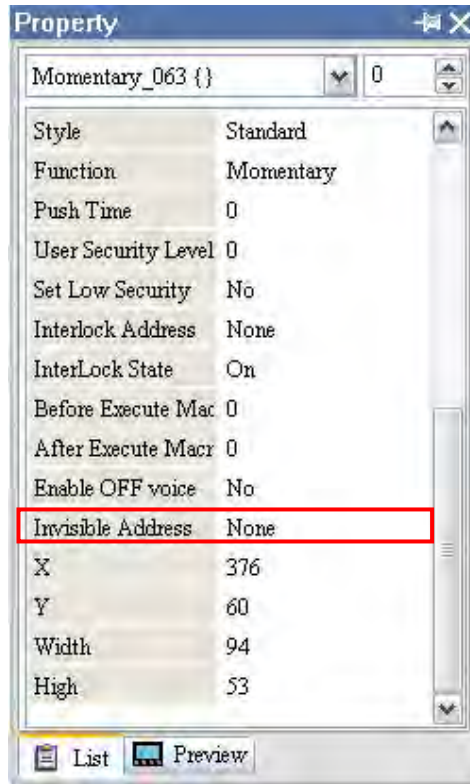 Property
Momentary_063 {} 0
Style Standard
Function Momentary
Push Time 0
User Security Level 0
Set Low Security No
Interlock Address None
InterLock State On
Before Execute Mac 0
After Execute Macr 0
Enable OFF voice No
Invisible Address None
X 376
Y 60
Width 94
High 53
List Preview